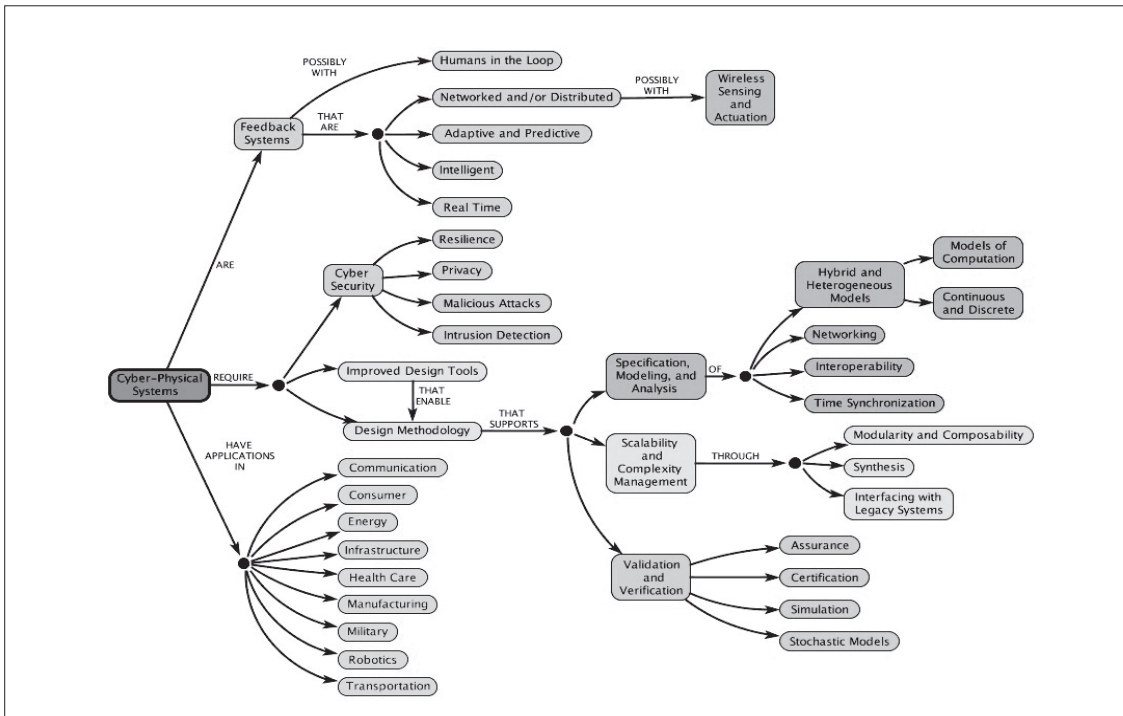 POSSIBLY
WITH
Humans in the Loop
Networked and/or Distributed
POSSIBLY
WITH
Wireless
Sensing
and
Actuation
Feedback
Systems
THAT
ARE
Adaptive and Predictive
Intelligent
Real Time
ARE
Cyber
Security
Resilience
Privacy
Malicious Attacks
Intrusion Detection
Cyber-Physical
Systems
REQUIRE
Improved Design Tools
THAT
ENABLE
Design Methodology
THAT
SUPPORTS
Specification,
Modeling, and
Analysis
OF
Hybrid and
Heterogeneous
Models
Models of
Computation
Continuous
and Discrete
Networking
Interoperability
Time Synchronization
Scalability
and
Complexity
Management
THROUGH
Modularity and Composability
Synthesis
Interfacing with
Legacy Systems
Validation
and
Verification
Assurance
Certification
Simulation
Stochastic Models
HAVE
APPLICATIONS
IN
Communication
Consumer
Energy
Infrastructure
Health Care
Manufacturing
Military
Robotics
Transportation